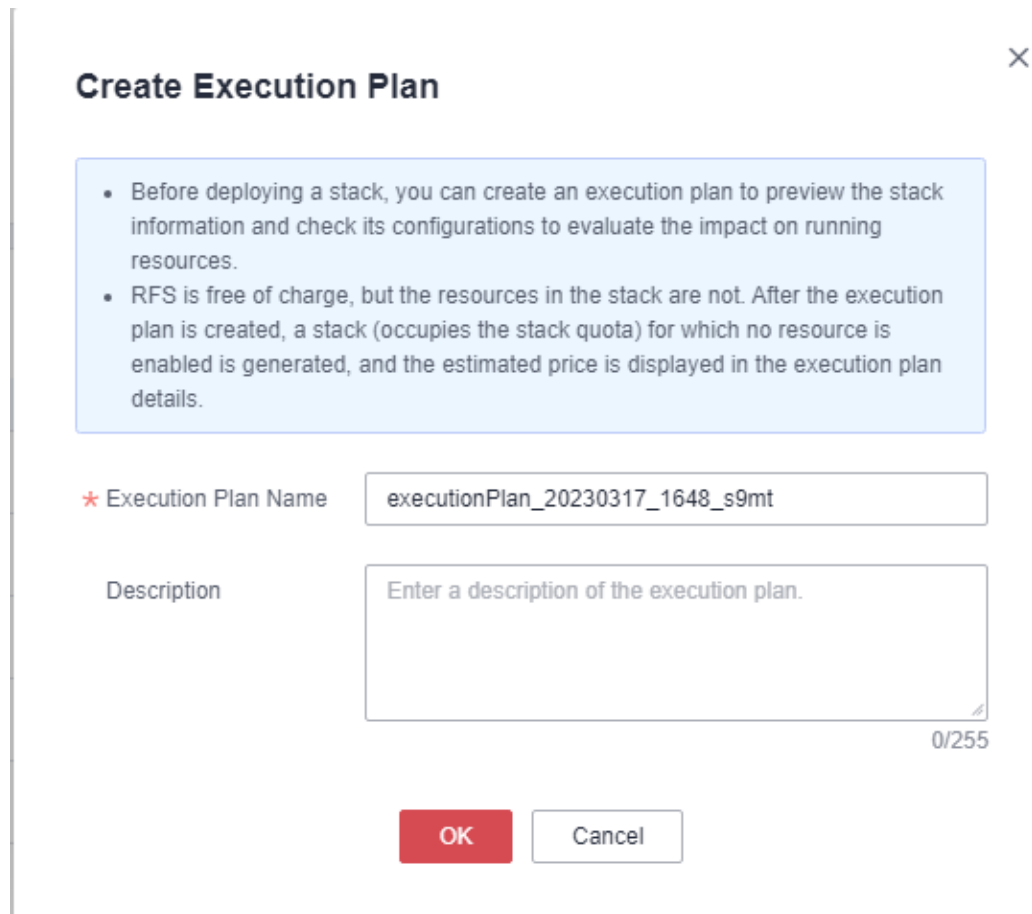 Create Execution Plan
• Before deploying a stack, you can create an execution plan to preview the stack
information and check its configurations to evaluate the impact on running
resources.
• RFS is free of charge, but the resources in the stack are not. After the execution
plan is created, a stack (occupies the stack quota) for which no resource is
enabled is generated, and the estimated price is displayed in the execution plan
details.
* Execution Plan Name executionPlan_20230317_1648_s9mt
Description Enter a description of the execution plan.
0/255
OK Cancel